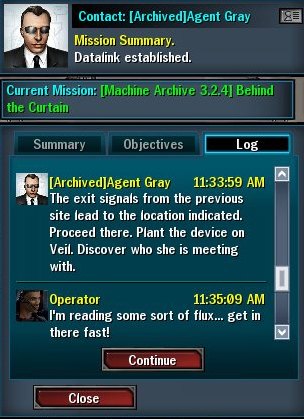 Contact: [Archived]Agent Gray
Mission Summary.
Datalink established.
Current Mission: [Machine Archive 3.2.4] Behind
the Curtain
Summary
Objectives
Log
[Archived]Agent Gray 11:33:59 AM
The exit signals from the previous
site lead to the location indicated.
Proceed there. Plant the device on
Veil. Discover who she is meeting
with.
Operator 11:35:09 AM
I'm reading some sort of flux... get in
there fast!
Continue
Close